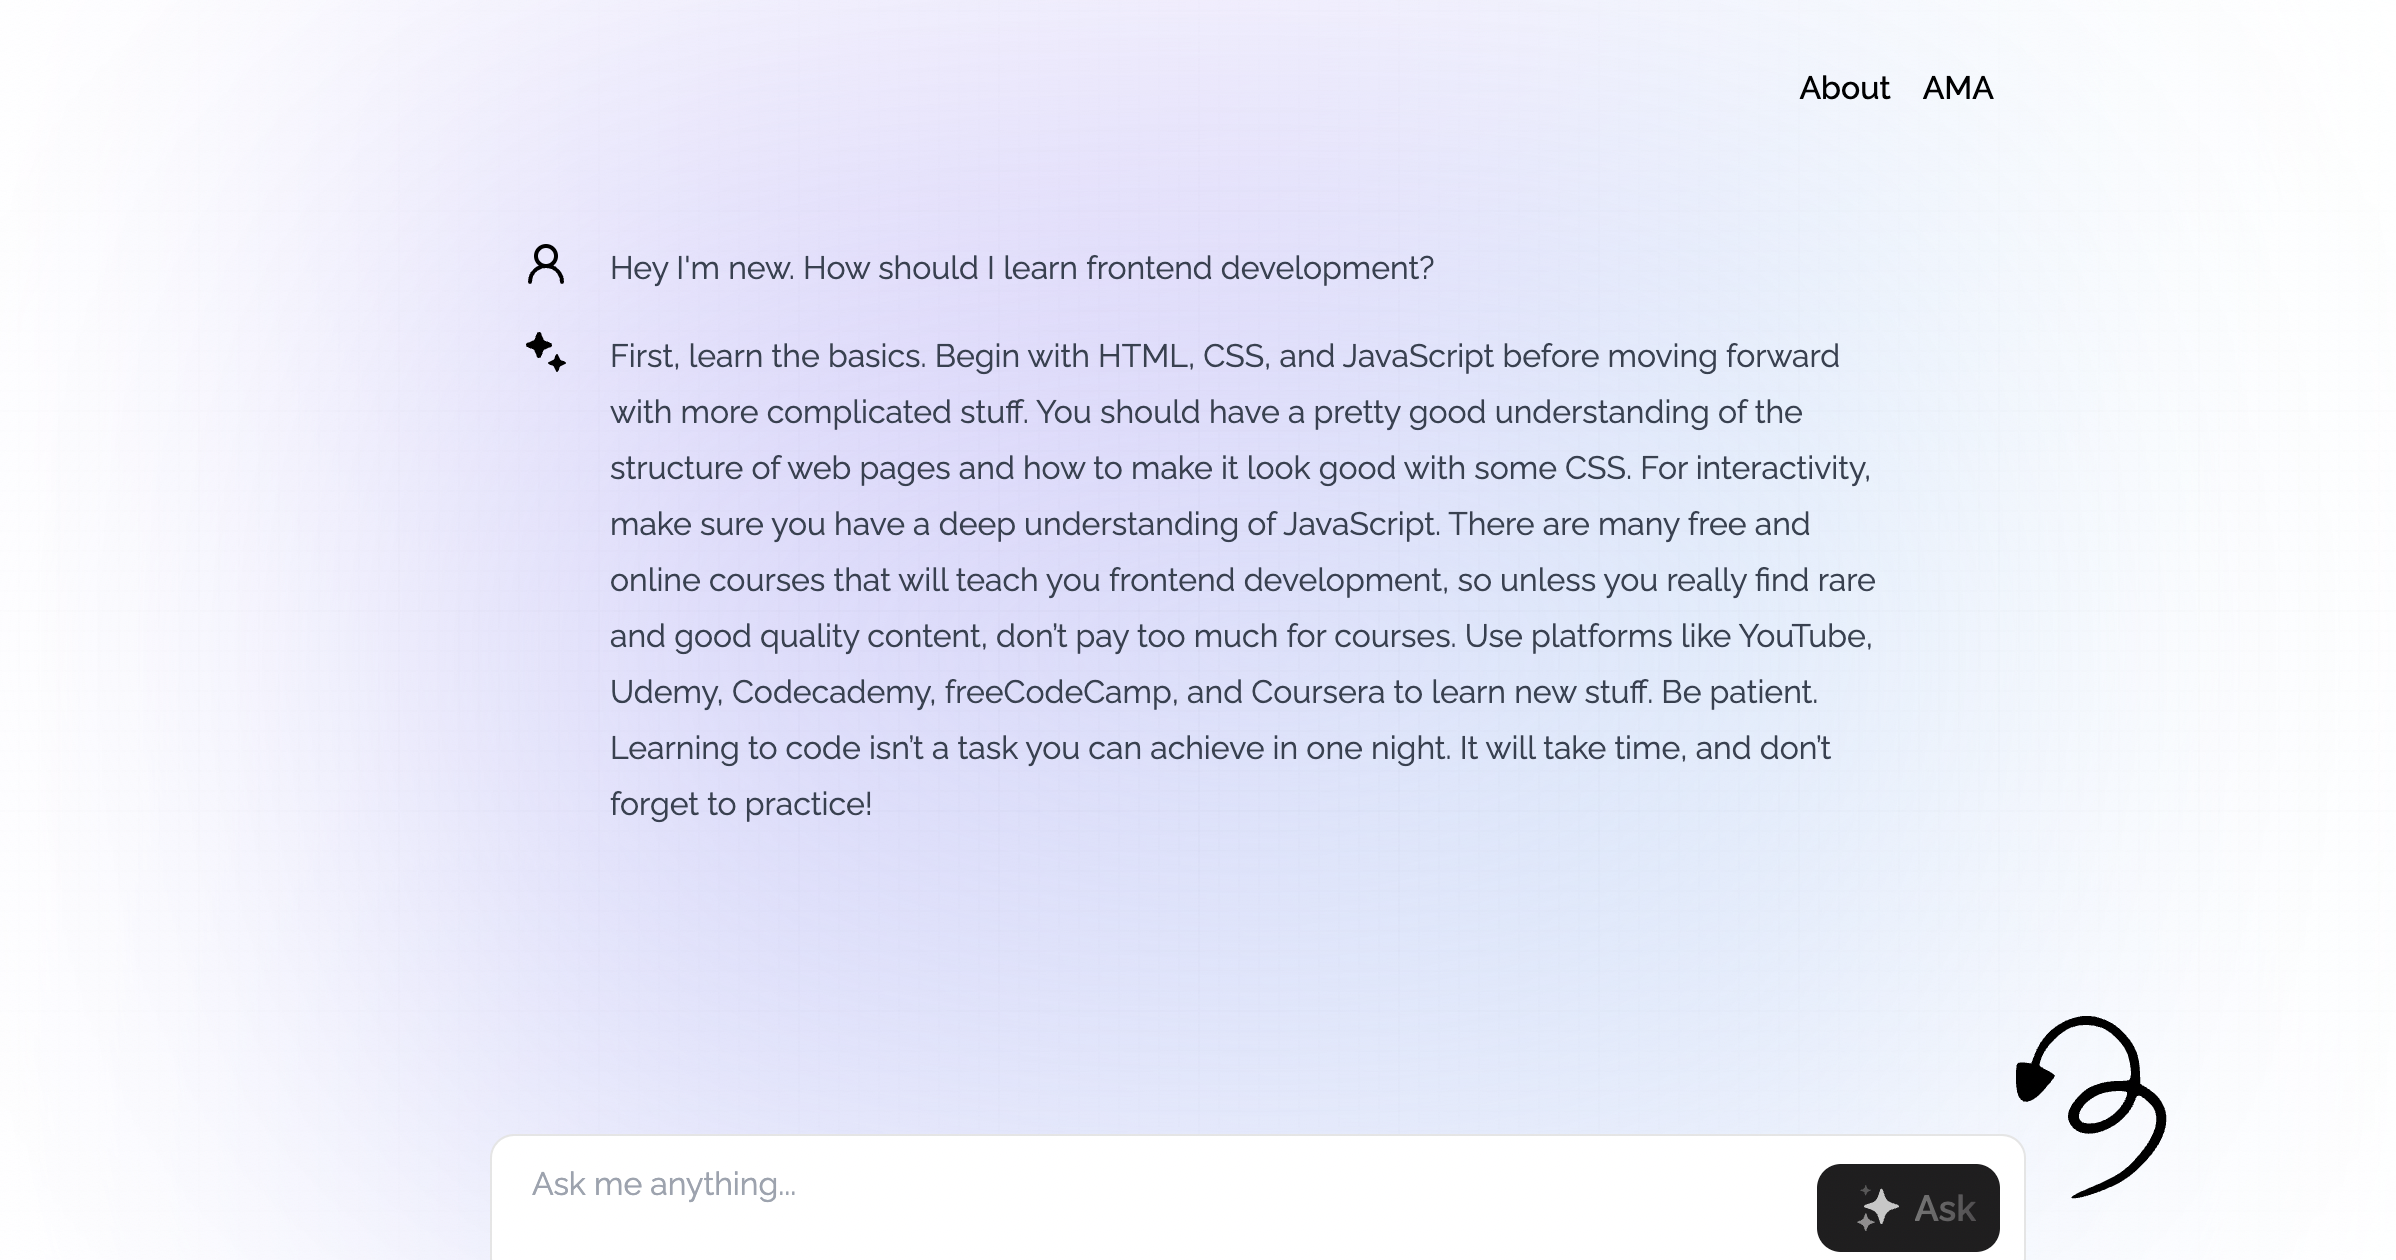 About AMA
Hey I'm new. How should I learn frontend development?
First, learn the basics. Begin with HTML, CSS, and JavaScript before moving forward
with more complicated stuff. You should have a pretty good understanding of the
structure of web pages and how to make it look good with some CSS. For interactivity,
make sure you have a deep understanding of JavaScript. There are many free and
online courses that will teach you frontend development, so unless you really find rare
and good quality content, don’t pay too much for courses. Use platforms like YouTube,
Udemy, Codecademy, freeCodeCamp, and Coursera to learn new stuff. Be patient.
Learning to code isn’t a task you can achieve in one night. It will take time, and don’t
forget to practice!
Ask me anything...
Ask